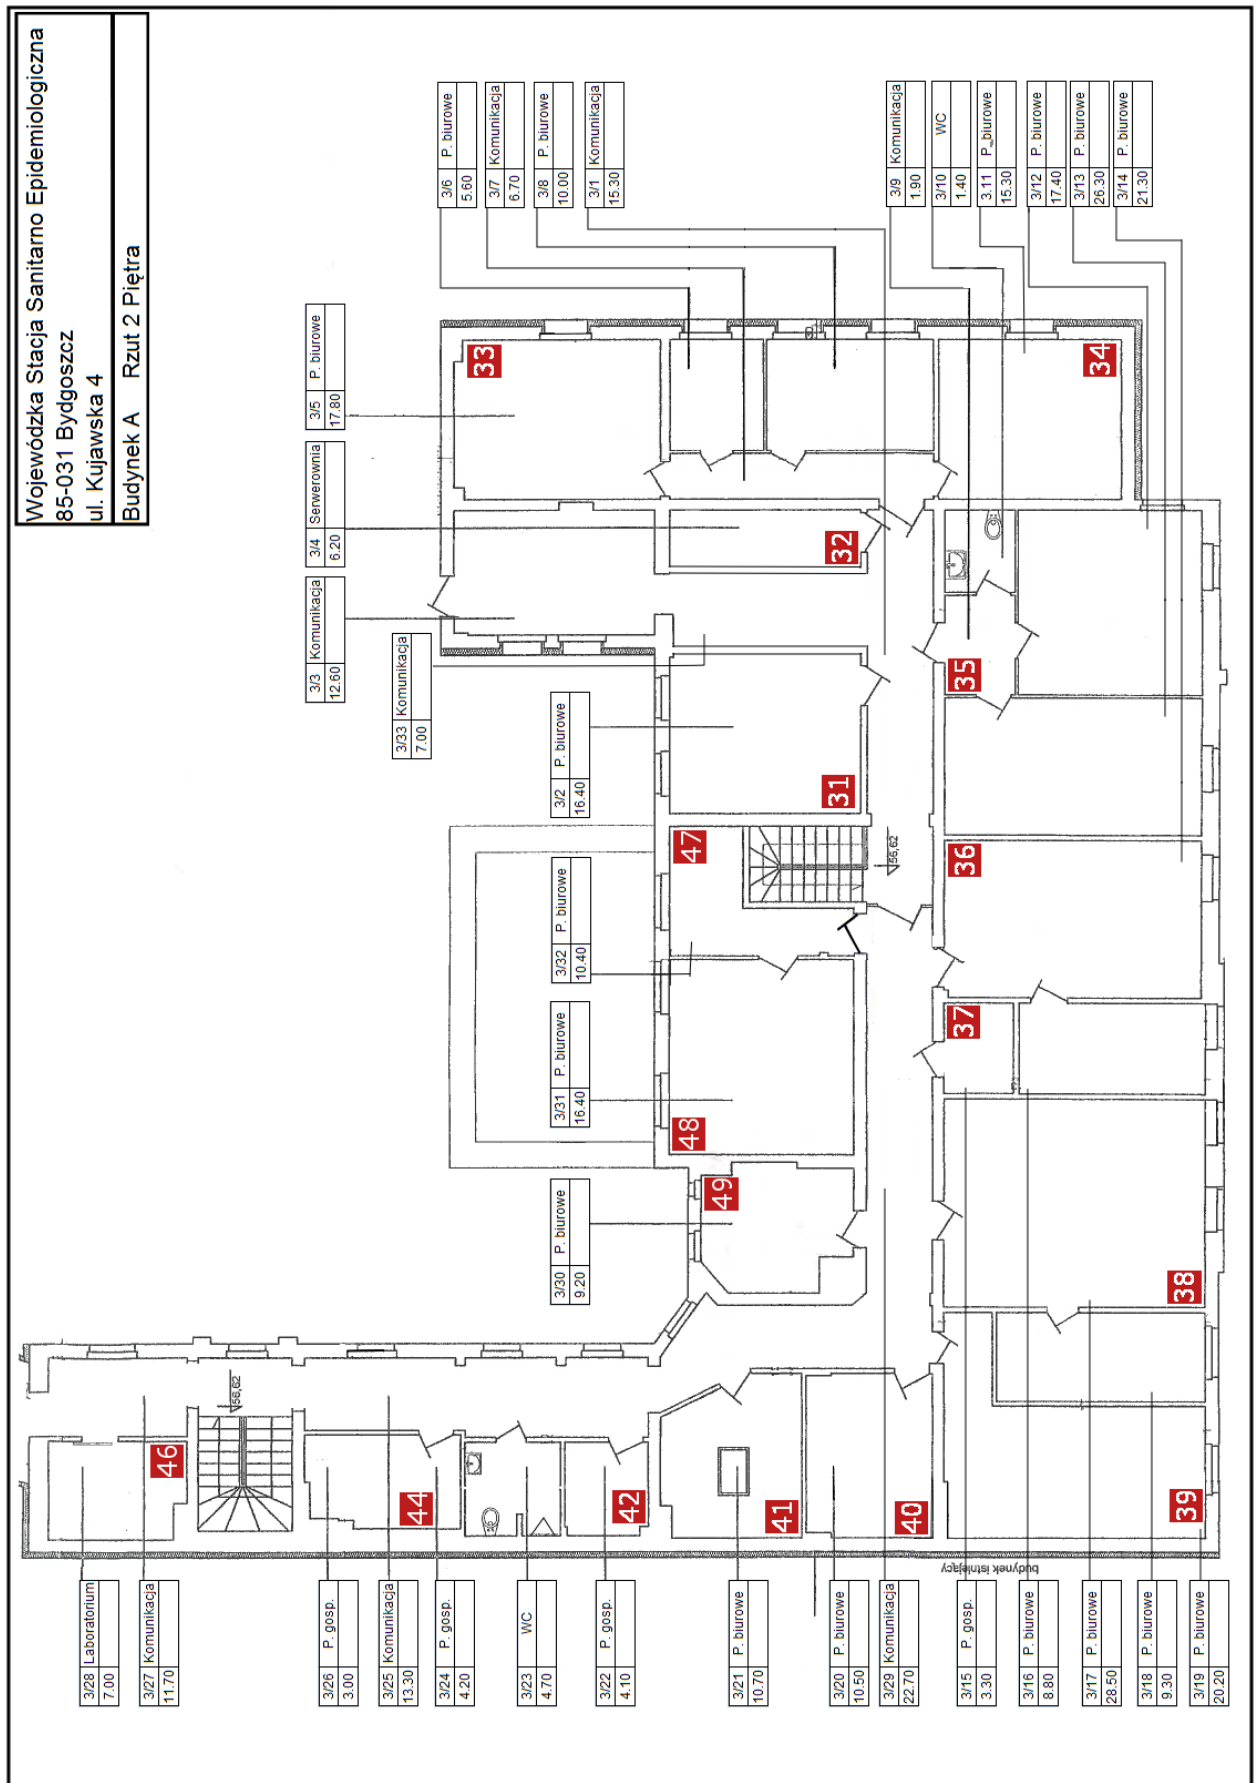 Wojewódzka Stacja Sanitarno Epidemiologiczna
85-031 Bydgoszcz
ul. Kujawska 4
Budynek A Rzut 2 Piętra
3/28 Laboratorium
7.00
3/27 Komunikacja
11.70
3/26 P. gosp.
3.00
3/25 Komunikacja
13.30
3/24 P. gosp.
4.20
3/23 WC
4.70
3/22 P. gosp.
4.10
3/21 P. biurowe
10.70
3/20 P. biurowe
10.50
3/29 Komunikacja
22.70
3/15 P. gosp.
3.30
3/16 P. biurowe
8.80
3/17 P. biurowe
28.50
3/18 P. biurowe
9.30
3/19 P. biurowe
20.20
3/30 P. biurowe
9.20
3/31 P. biurowe
16.40
3/32 P. biurowe
10.40
3/2 P. biurowe
16.40
3/33 Komunikacja
7.00
3/3 Komunikacja
12.60
3/4 Serwerownia
6.20
3/5 P. biurowe
17.80
3/6 P. biurowe
5.60
3/7 Komunikacja
6.70
3/8 P. biurowe
10.00
3/1 Komunikacja
15.30
3/9 Komunikacja
1.90
3/10 WC
1.40
3.11 P_biurowe
15.30
3/12 P. biurowe
17.40
3/13 P. biurowe
26.30
3/14 P. biurowe
21.30
46
44
42
41
40
39
38
37
36
35
34
33
32
31
47
48
49
56,62
56,62
budynek istniejący